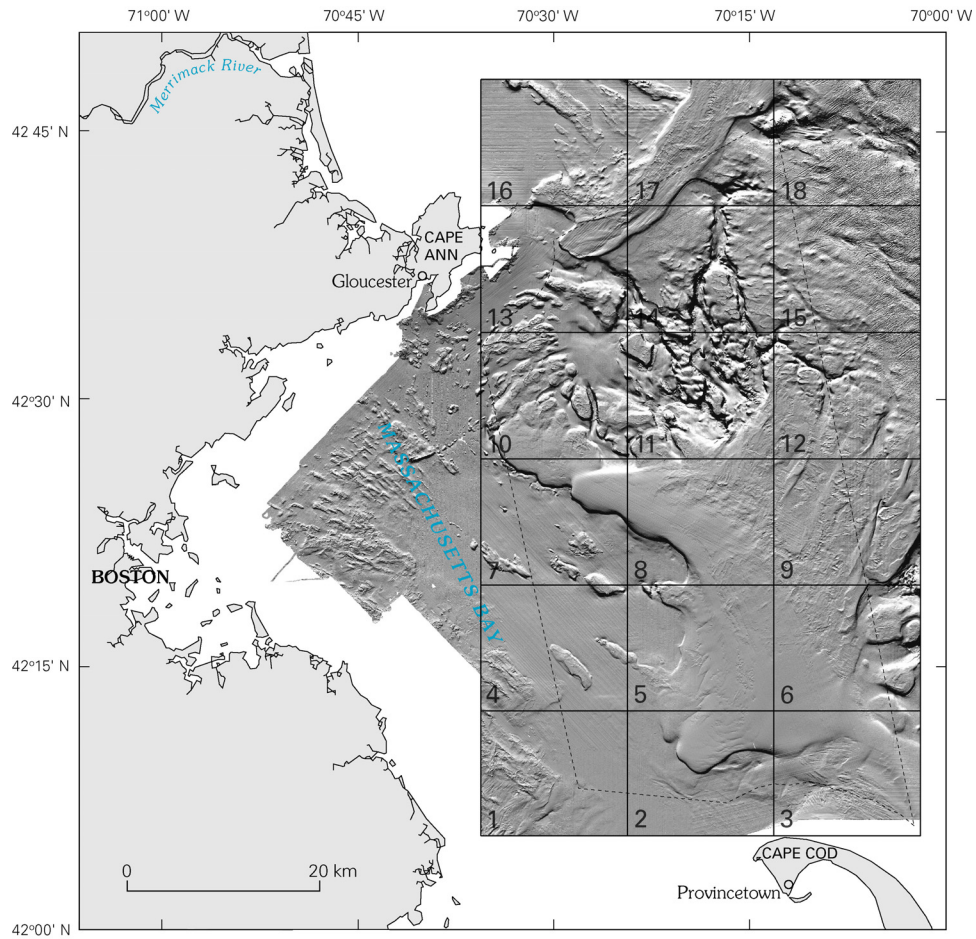 71°00' W 70°45' W 70°30' W 70°15' W 70°00' W
Merrimack River
42°45' N
16 17 18
CAPE
ANN
Gloucester
13 14 15
42°30' N
10 11 12
MASSACHUSETTS BAY
BOSTON
7 8 9
42°15' N
4 5 6
1 2 3
CAPE COD
0 20 km
Provincetown
42°00' N